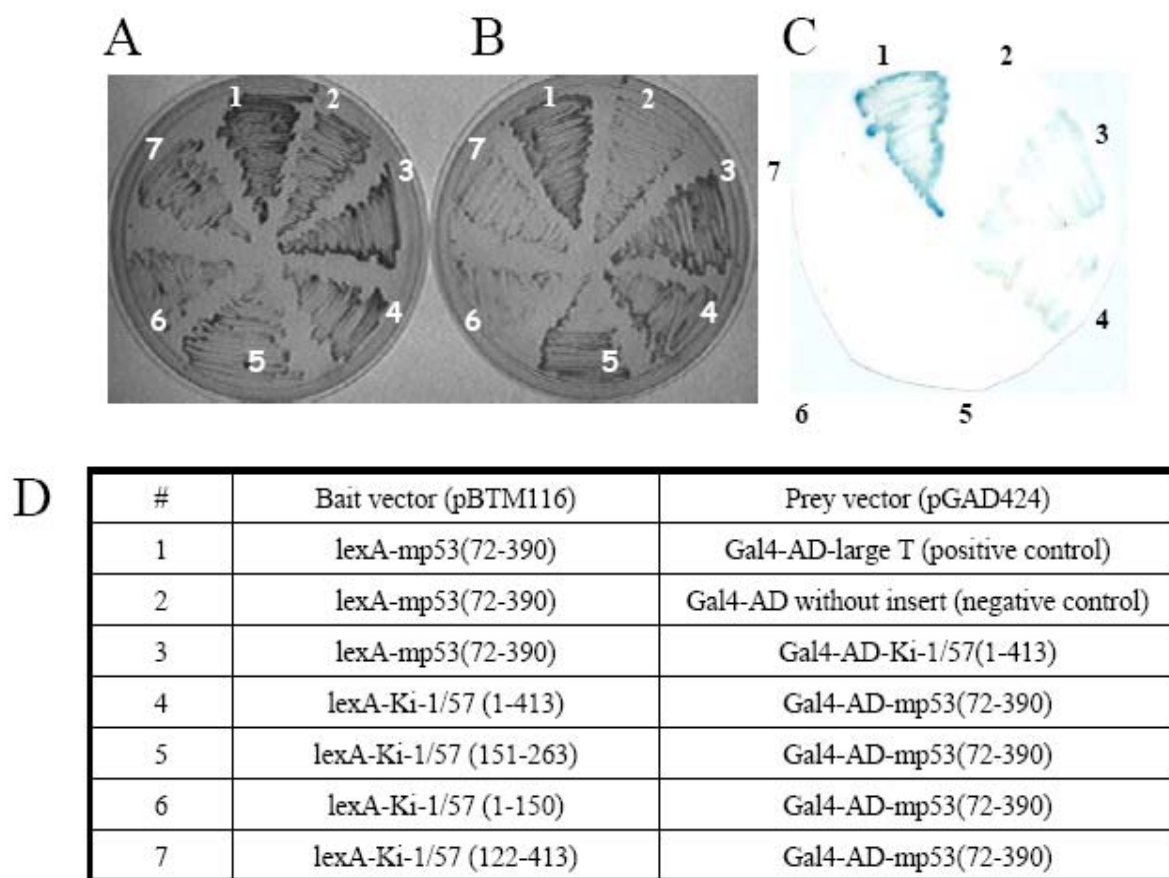 A
B
C
1
2
3
4
5
6
7
1
2
3
4
5
6
7
1
2
3
4
5
6
7
D
# Bait vector (pBTM116) Prey vector (pGAD424)
1 lexA-mp53(72-390) Gal4-AD-large T (positive control)
2 lexA-mp53(72-390) Gal4-AD without insert (negative control)
3 lexA-mp53(72-390) Gal4-AD-Ki-1/57(1-413)
4 lexA-Ki-1/57 (1-413) Gal4-AD-mp53(72-390)
5 lexA-Ki-1/57 (151-263) Gal4-AD-mp53(72-390)
6 lexA-Ki-1/57 (1-150) Gal4-AD-mp53(72-390)
7 lexA-Ki-1/57 (122-413) Gal4-AD-mp53(72-390)